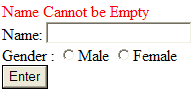 Name Cannot be Empty
Name:
Gender : Male Female
Enter